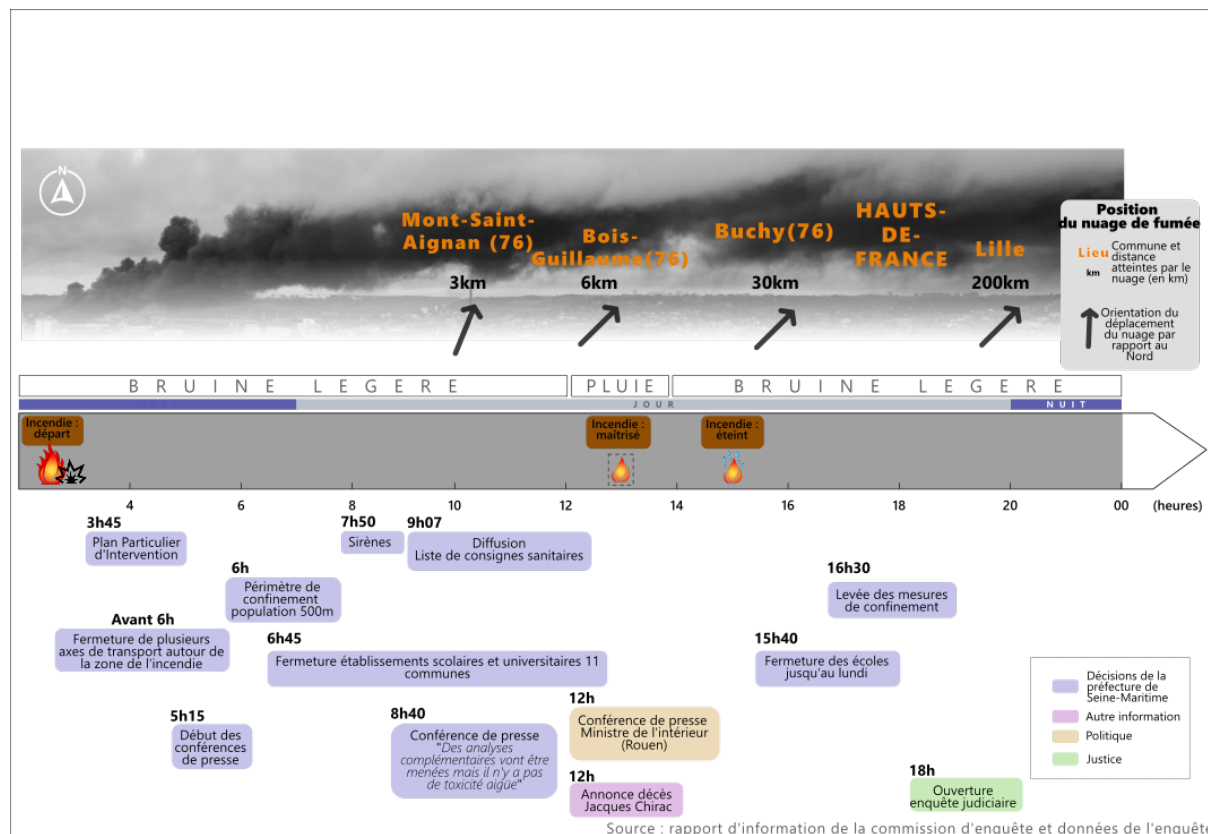 N
Mont-Saint-
Aignan (76)
Bois-
Guillaume(76)
Buchy(76)
HAUTS-
DE-
FRANCE
Lille
3km
6km
30km
200km
Position
du nuage de fumée
Lieu
km
Commune et
distance
atteintes par le
nuage (en km)
Orientation du
déplacement
du nuage par
rapport au
Nord
BRUINE LEGERE
PLUIE
BRUINE LEGERE
JOUR
NUIT
Incendie :
départ
Incendie :
maîtrisé
Incendie :
éteint
4 6 8 10 12 14 16 18 20 00 (heures)
3h45
Plan Particulier
d'Intervention
7h50
Sirènes
9h07
Diffusion
Liste de consignes sanitaires
6h
Périmètre de
confinement
population 500m
16h30
Levée des mesures
de confinement
Avant 6h
Fermeture de plusieurs
axes de transport autour de
la zone de l'incendie
6h45
Fermeture établissements scolaires et universitaires 11
communes
15h40
Fermeture des écoles
jusqu'au lundi
5h15
Début des
conférences
de presse
8h40
Conférence de presse
"Des analyses
complémentaires vont être
menées mais il n'y a pas
de toxicité aigüe"
12h
Conférence de presse
Ministre de l'intérieur
(Rouen)
12h
Annonce décès
Jacques Chirac
18h
Ouverture
enquête judiciaire
Décisions de la
préfecture de
Seine-Maritime
Autre information
Politique
Justice
Source : rapport d'information de la commission d'enquête et données de l'enquête